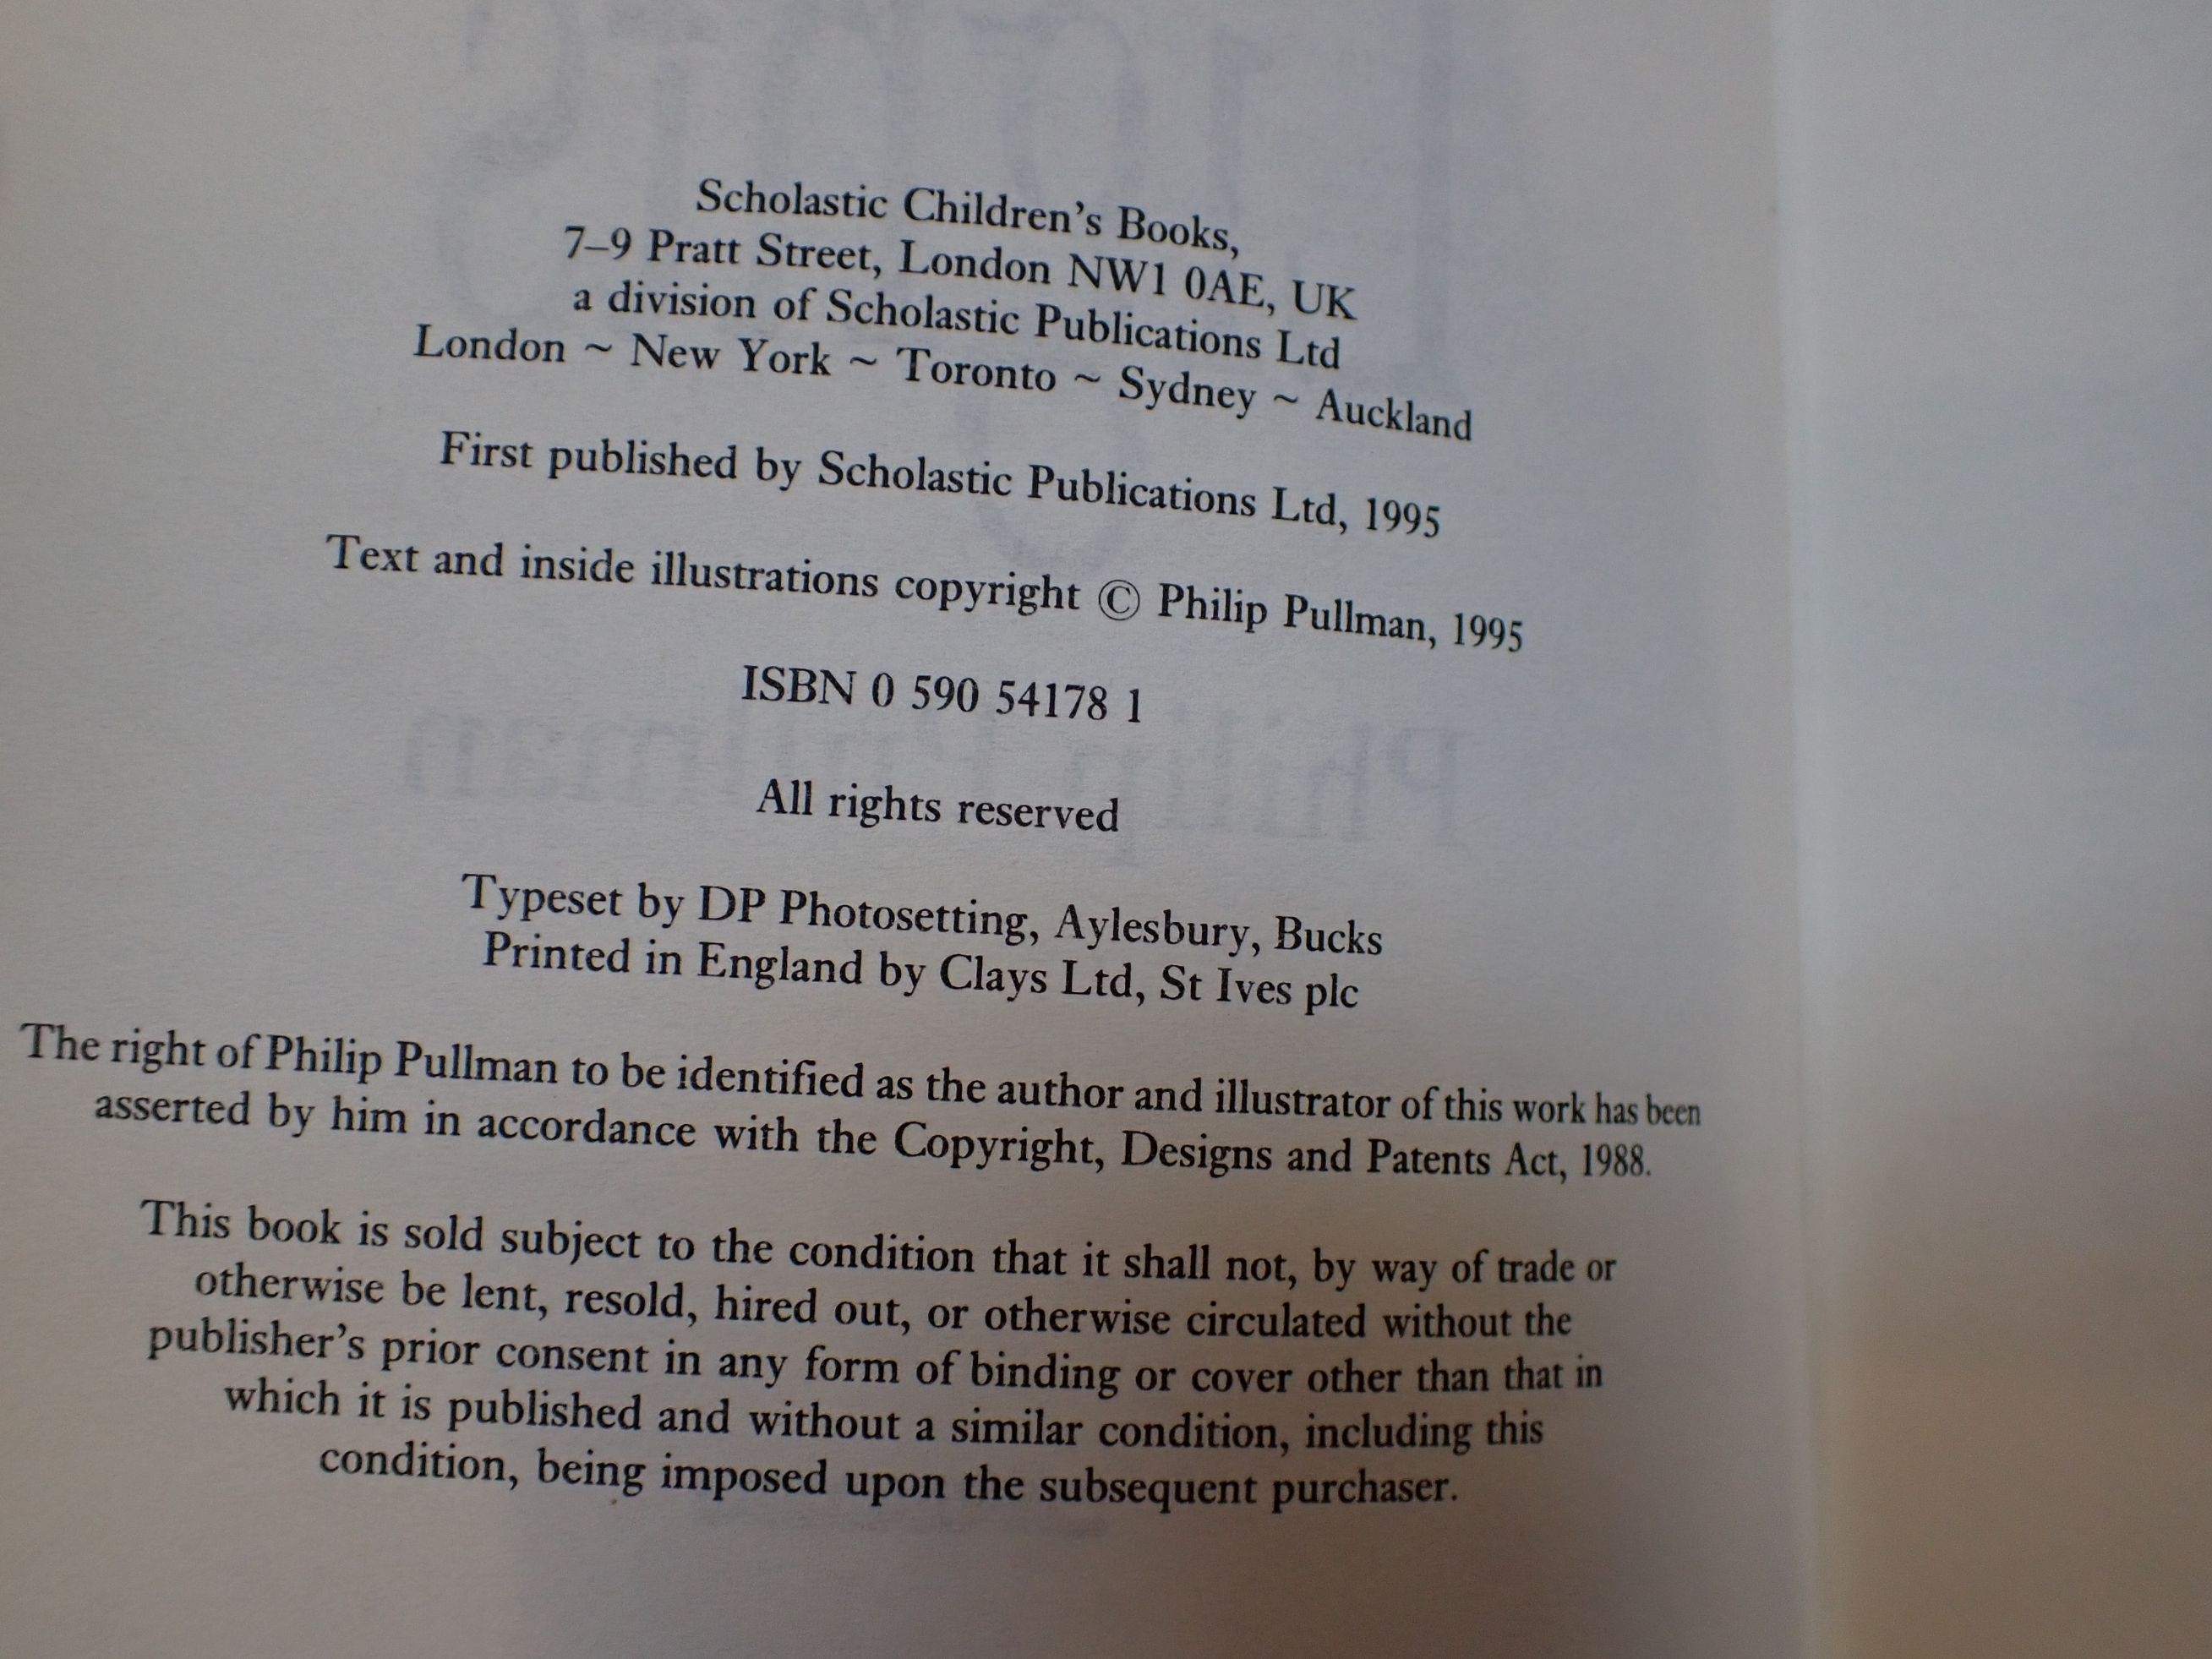 Scholastic Children's Books,
7–9 Pratt Street, London NW1 0AE, UK
a division of Scholastic Publications Ltd
London ~ New York ~ Toronto ~ Sydney ~ Auckland
First published by Scholastic Publications Ltd, 1995
Text and inside illustrations copyright © Philip Pullman, 1995
ISBN 0 590 54178 1
All rights reserved
Typeset by DP Photosetting, Aylesbury, Bucks
Printed in England by Clays Ltd, St Ives plc
The right of Philip Pullman to be identified as the author and illustrator of this work has been
asserted by him in accordance with the Copyright, Designs and Patents Act, 1988.
This book is sold subject to the condition that it shall not, by way of trade or
otherwise be lent, resold, hired out, or otherwise circulated without the
publisher's prior consent in any form of binding or cover other than that in
which it is published and without a similar condition, including this
condition, being imposed upon the subsequent purchaser.